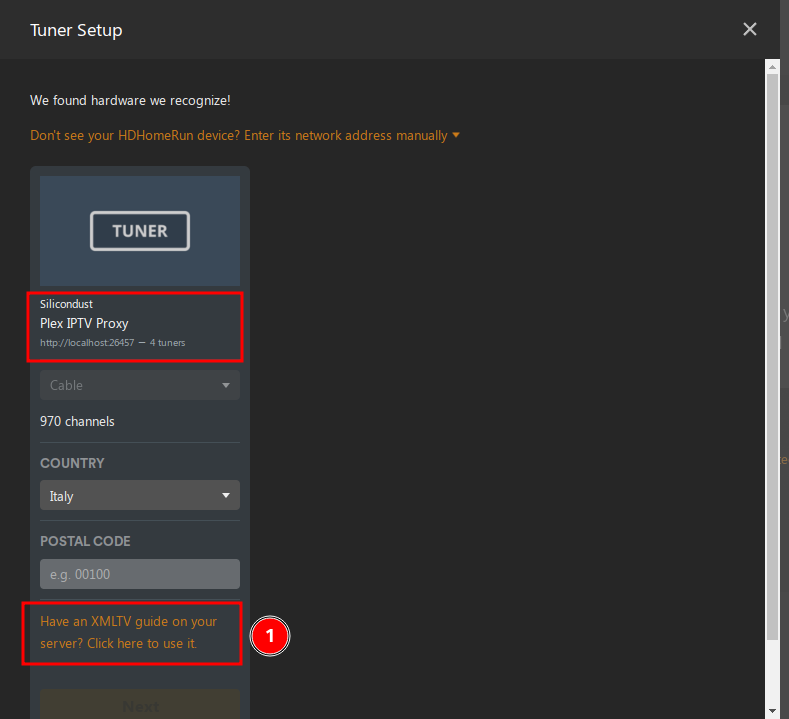 Tuner Setup
We found hardware we recognize!
Don't see your HDHomeRun device? Enter its network address manually
TUNER
Silicondust
Plex IPTV Proxy
http://localhost:26457 — 4 tuners
Cable
970 channels
COUNTRY
Italy
POSTAL CODE
e.g. 00100
Have an XMLTV guide on your
server? Click here to use it.
1
Next